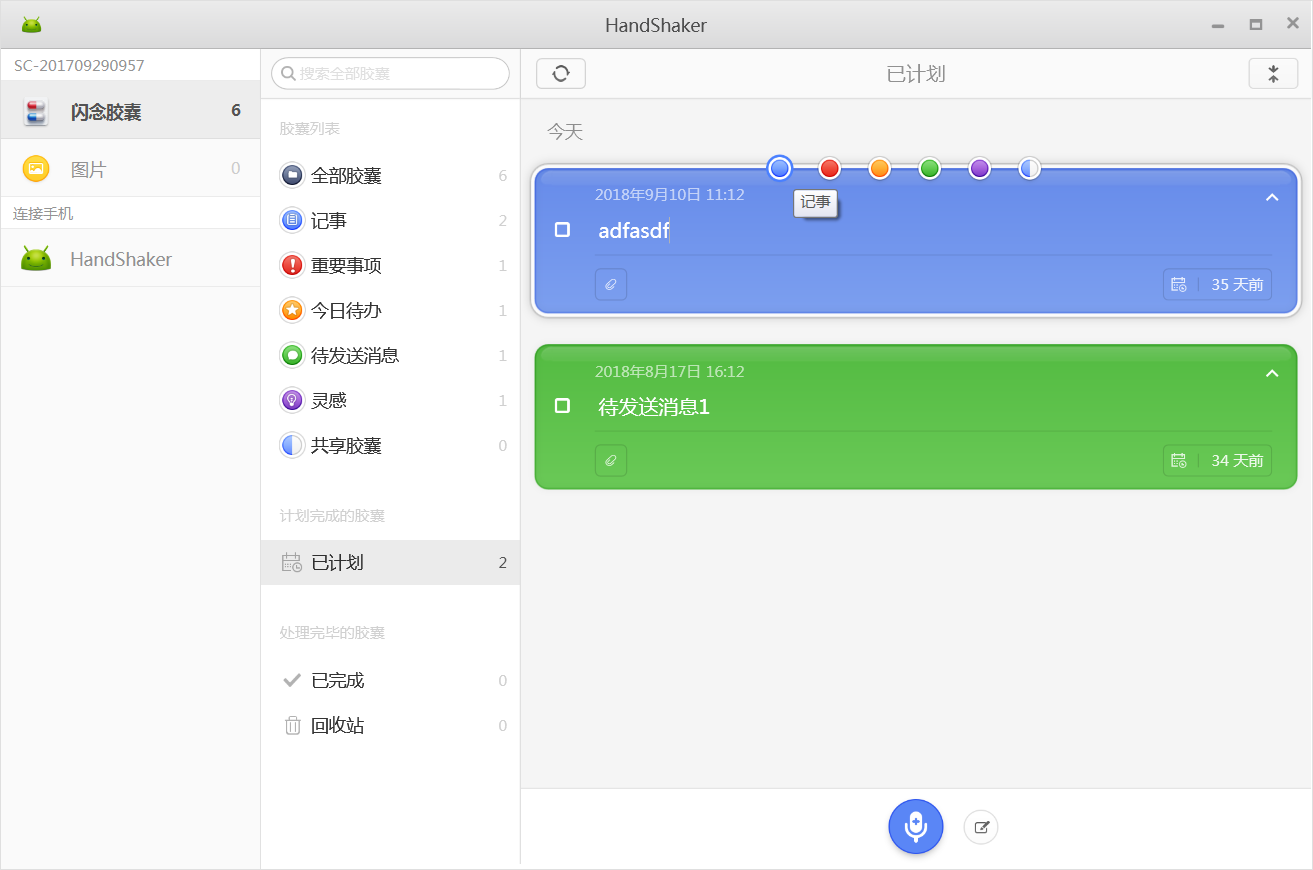 HandShaker
SC-201709290957
闪念胶囊 6
图片 0
连接手机
HandShaker
搜索全部胶囊
胶囊列表
全部胶囊 6
记事 2
重要事项 1
今日待办 1
待发送消息 1
灵感 1
共享胶囊 0
计划完成的胶囊
已计划 2
处理完毕的胶囊
已完成 0
回收站 0
已计划
今天
2018年9月10日 11:12
记事
adfasdf
35 天前
2018年8月17日 16:12
待发送消息1
34 天前